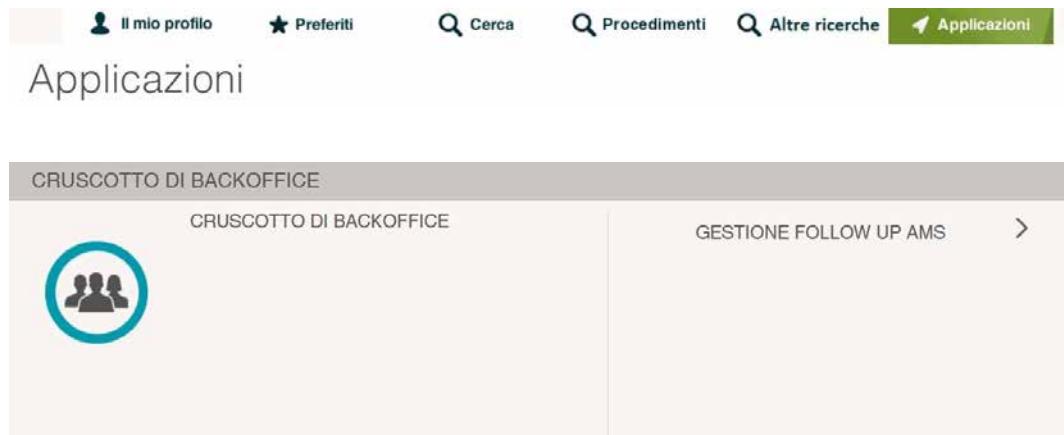 Il mio profilo Preferiti Cerca Procedimenti Altre ricerche Applicazioni
Applicazioni
CRUSCOTTO DI BACKOFFICE
CRUSCOTTO DI BACKOFFICE
GESTIONE FOLLOW UP AMS